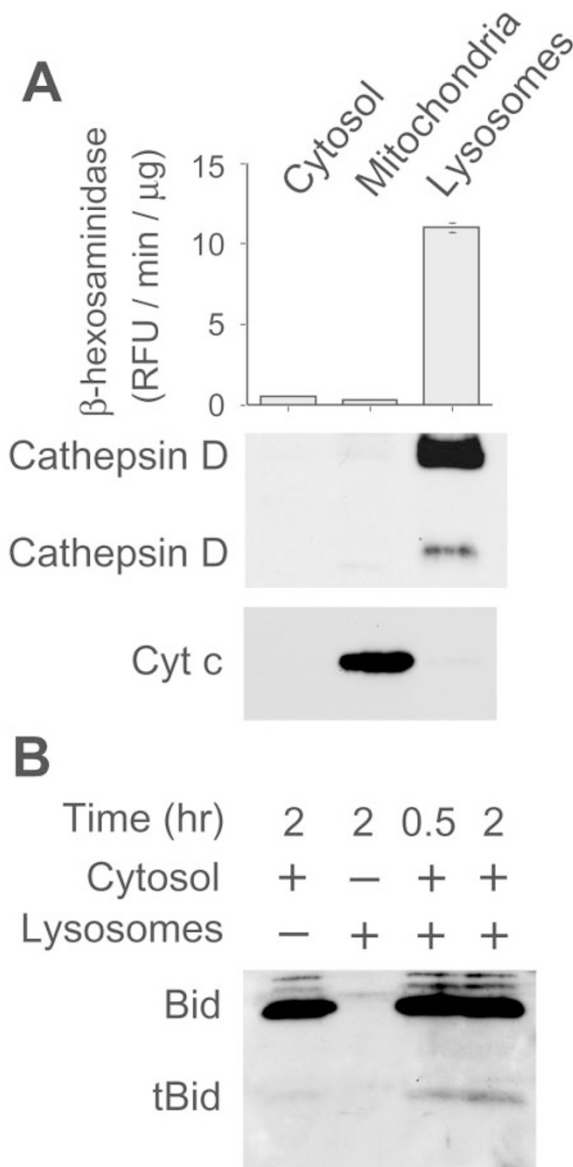 A
Cytosol
Mitochondria
Lysosomes
β-hexosaminidase
(RFU / min / μg)
15
10
5
0
Cathepsin D
Cathepsin D
Cyt c
B
Time (hr) 2 2 0.5 2
Cytosol + − + +
Lysosomes − + + +
Bid
tBid